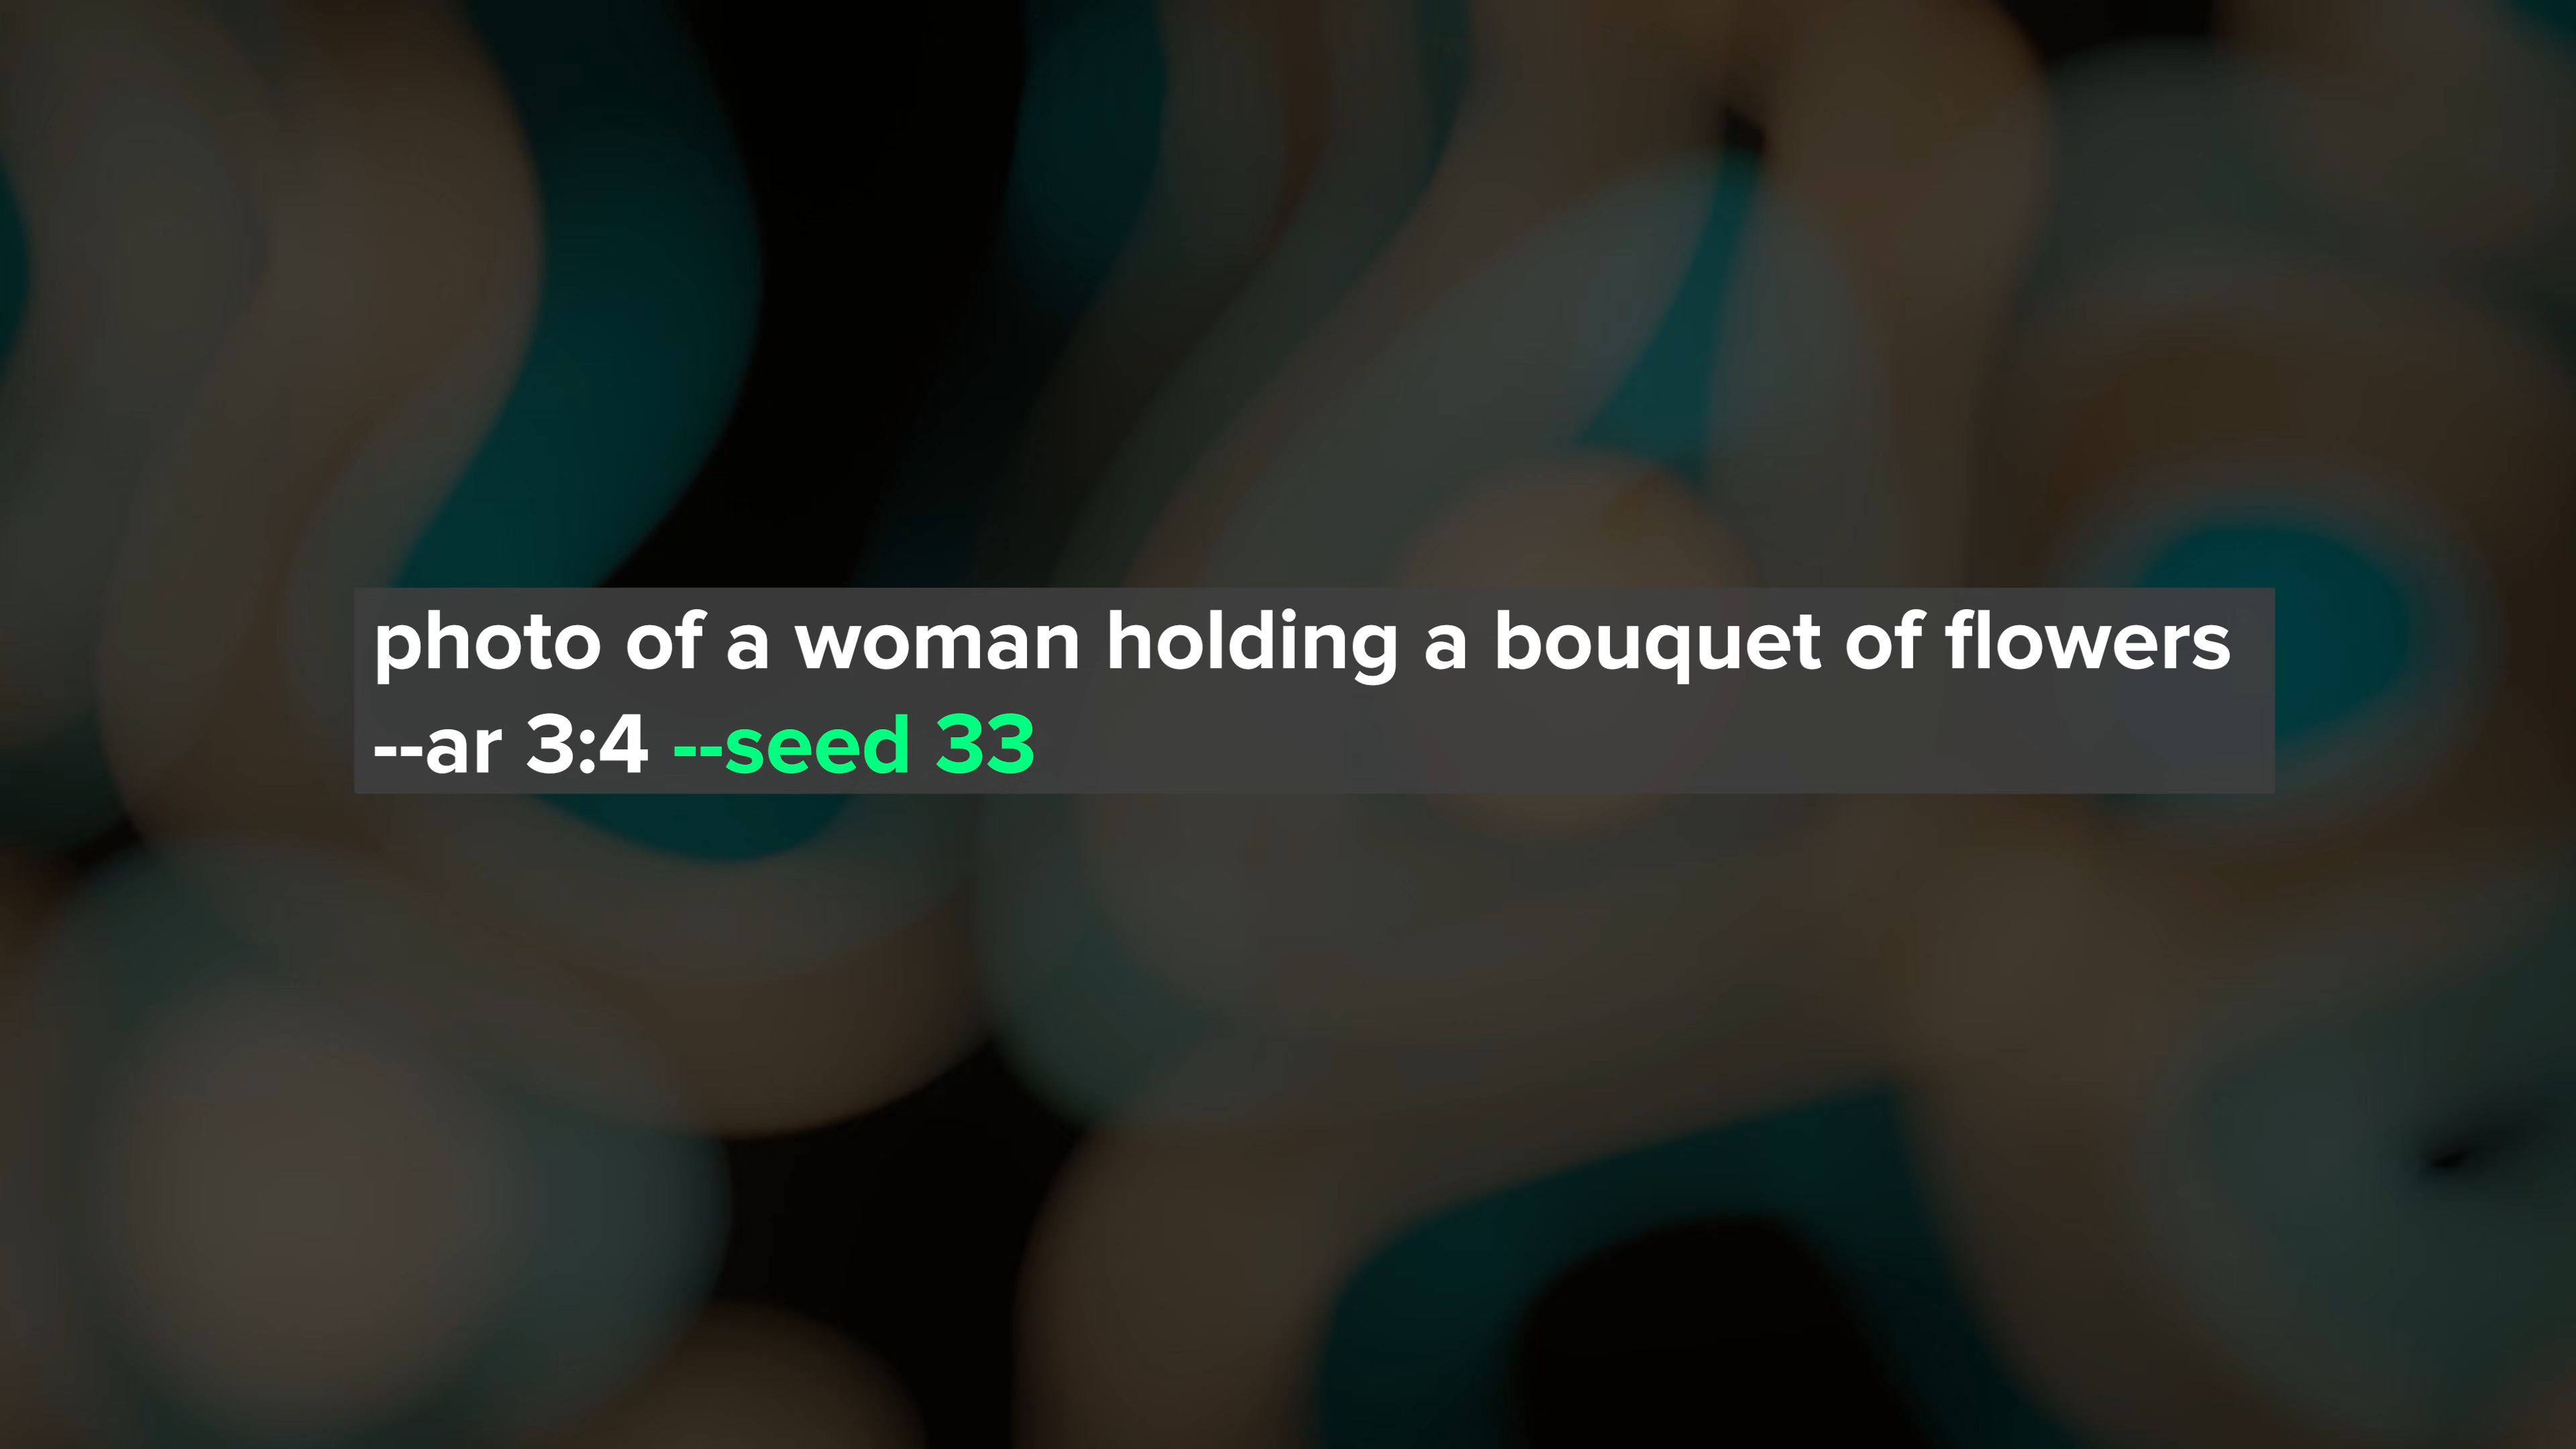 photo of a woman holding a bouquet of flowers
--ar 3:4 --seed 33